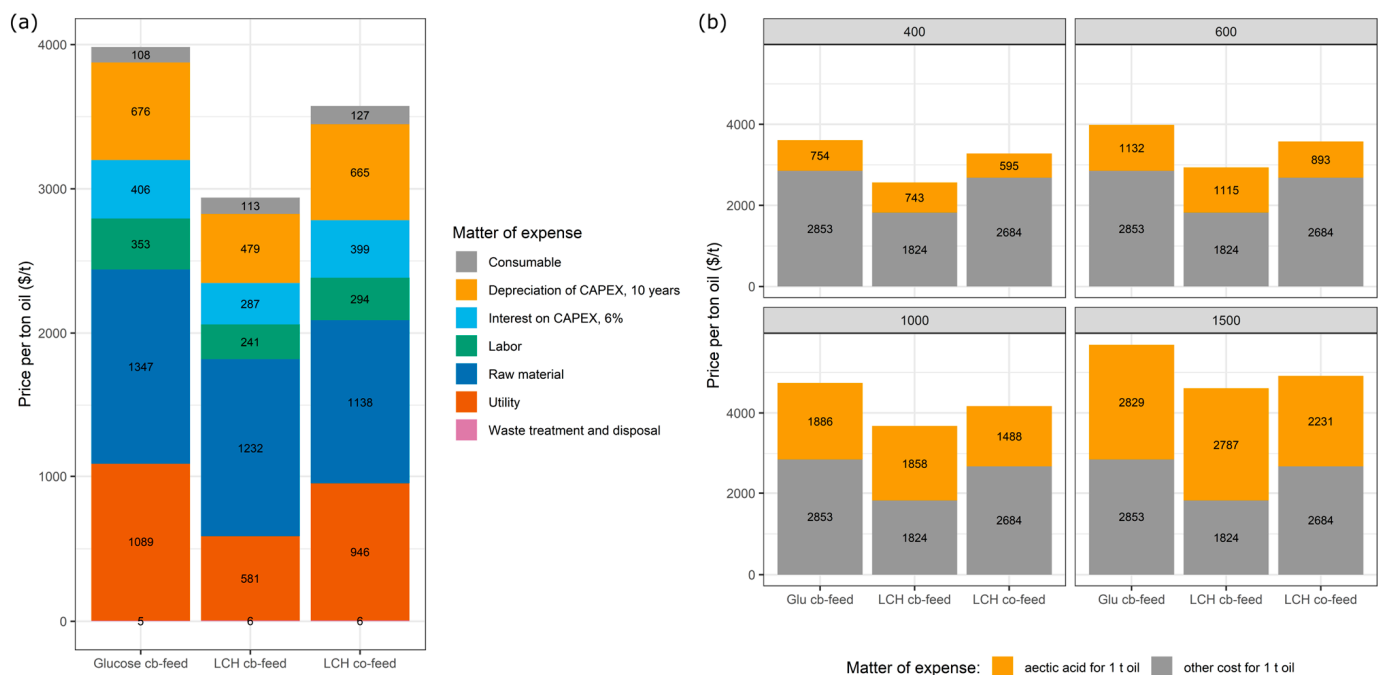 (a)
Price per ton oil ($/t)
4000
3000
2000
1000
0
108
676
406
353
1347
1089
5
113
479
287
241
1232
581
6
127
665
399
294
1138
946
6
Glucose cb-feed
LCH cb-feed
LCH co-feed
Matter of expense
Consumable
Depreciation of CAPEX, 10 years
Interest on CAPEX, 6%
Labor
Raw material
Utility
Waste treatment and disposal
(b)
Price per ton oil ($/t)
400
4000
2000
0
754
2853
743
1824
595
2684
600
1132
2853
1115
1824
893
2684
1000
4000
2000
0
1886
2853
1858
1824
1488
2684
1500
2829
2853
2787
1824
2231
2684
Glu cb-feed
LCH cb-feed
LCH co-feed
Glu cb-feed
LCH cb-feed
LCH co-feed
Matter of expense:
aectic acid for 1 t oil
other cost for 1 t oil